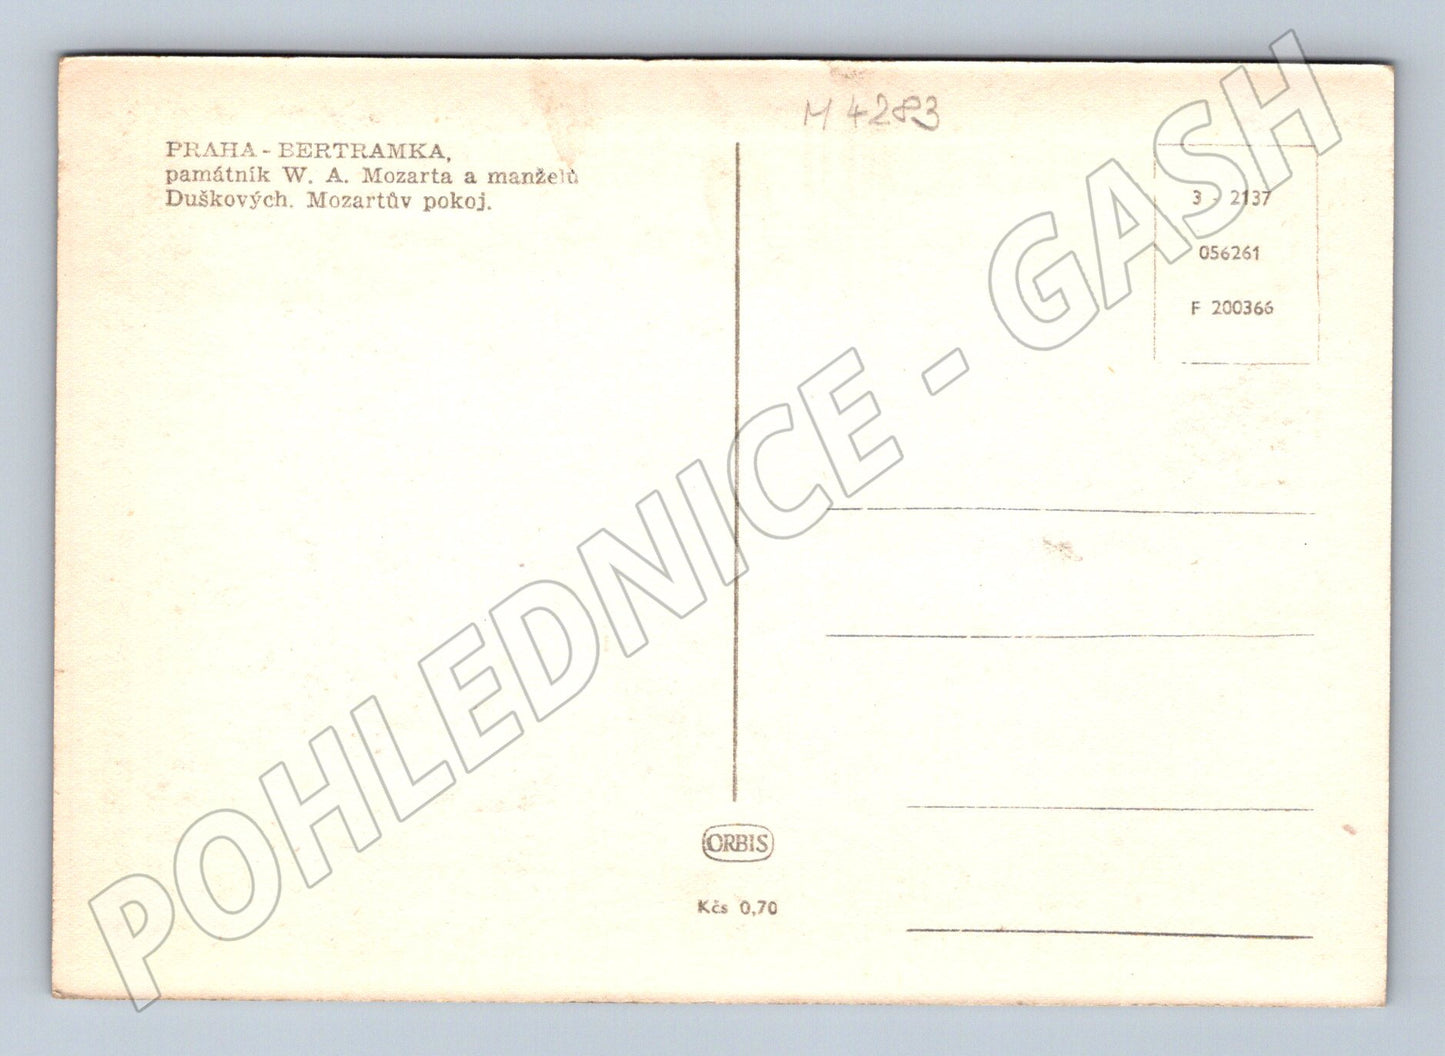 M 4283
PRAHA - BERTRAMKA,
památník W. A. Mozarta a manželů
Duškových. Mozartův pokoj.
3 - 2137
056261
F 200366
ORBIS
Kčs 0,70
POHLEDNICE - GASH